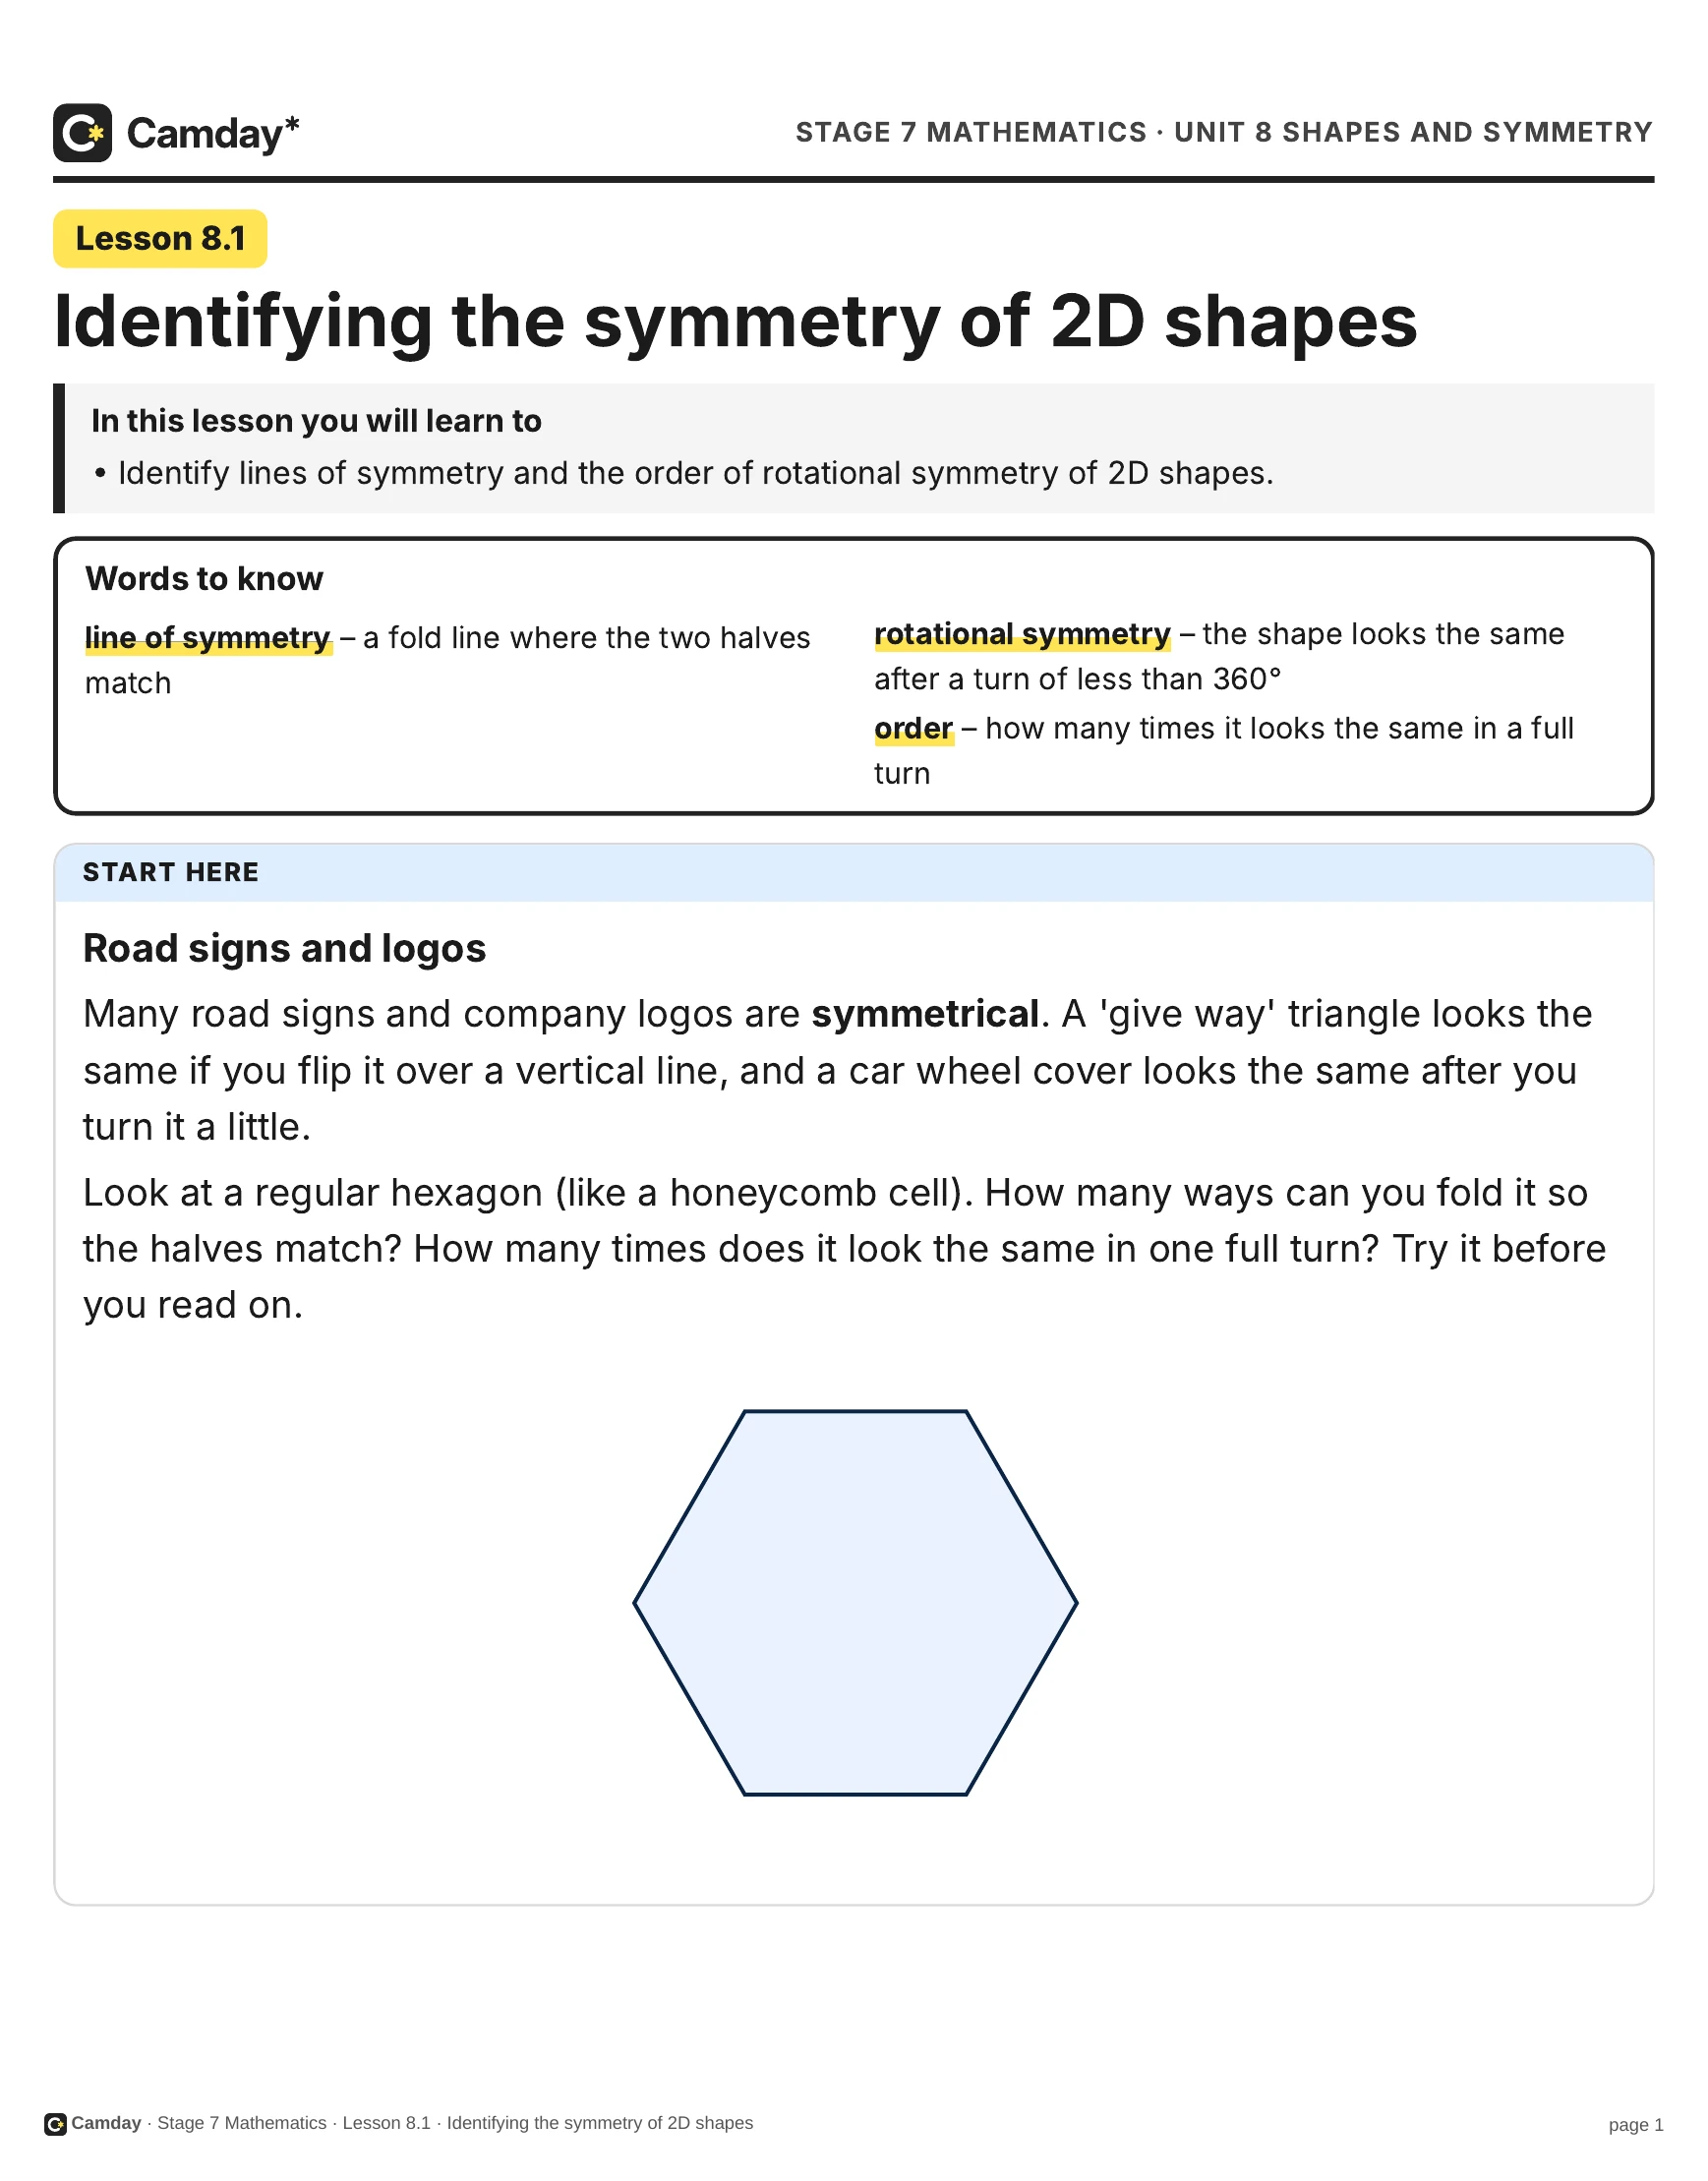 Camday*
STAGE 7 MATHEMATICS · UNIT 8 SHAPES AND SYMMETRY
Lesson 8.1
Identifying the symmetry of 2D shapes
In this lesson you will learn to
• Identify lines of symmetry and the order of rotational symmetry of 2D shapes.
Words to know
line of symmetry – a fold line where the two halves
match
rotational symmetry – the shape looks the same
after a turn of less than 360°
order – how many times it looks the same in a full
turn
START HERE
Road signs and logos
Many road signs and company logos are symmetrical. A 'give way' triangle looks the
same if you flip it over a vertical line, and a car wheel cover looks the same after you
turn it a little.
Look at a regular hexagon (like a honeycomb cell). How many ways can you fold it so
the halves match? How many times does it look the same in one full turn? Try it before
you read on.
Camday · Stage 7 Mathematics · Lesson 8.1 · Identifying the symmetry of 2D shapes
page 1